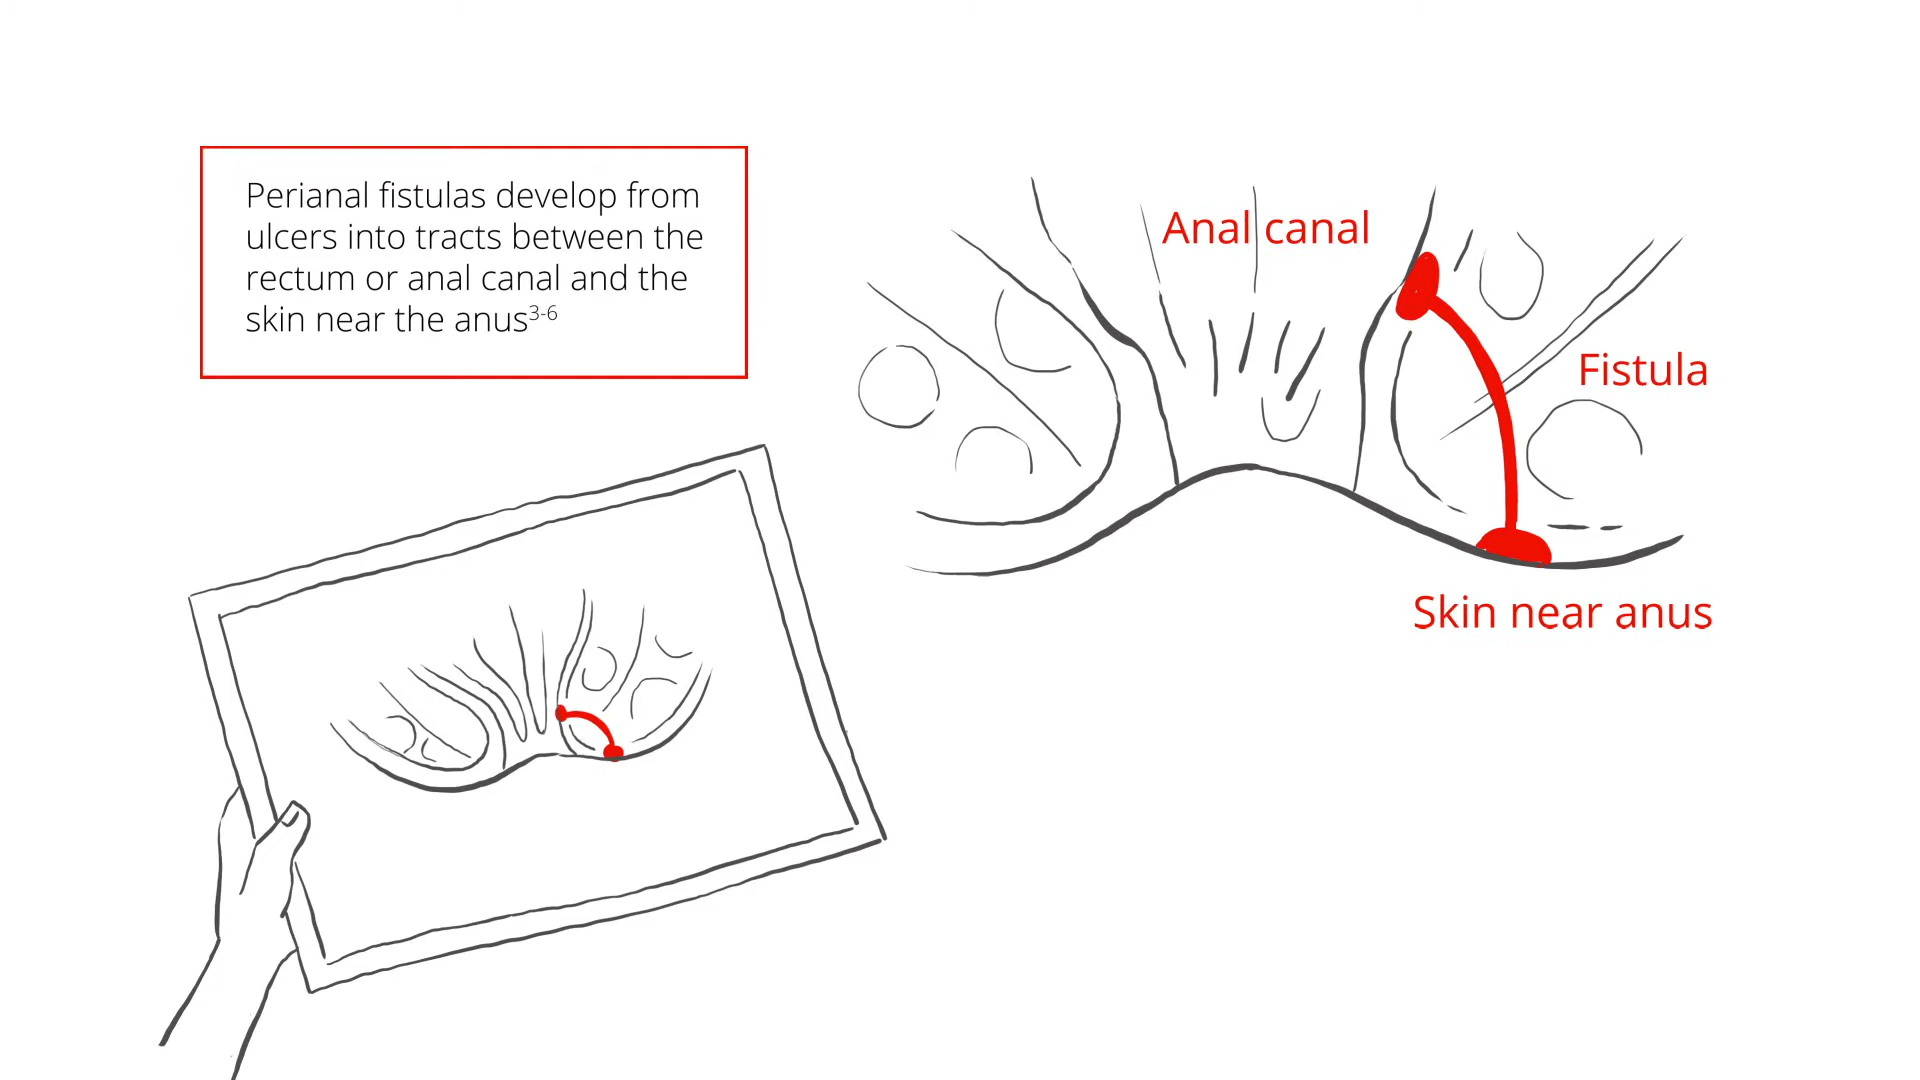 Perianal fistulas develop from
ulcers into tracts between the
rectum or anal canal and the
skin near the anus³⁻⁶
Anal canal
Fistula
Skin near anus